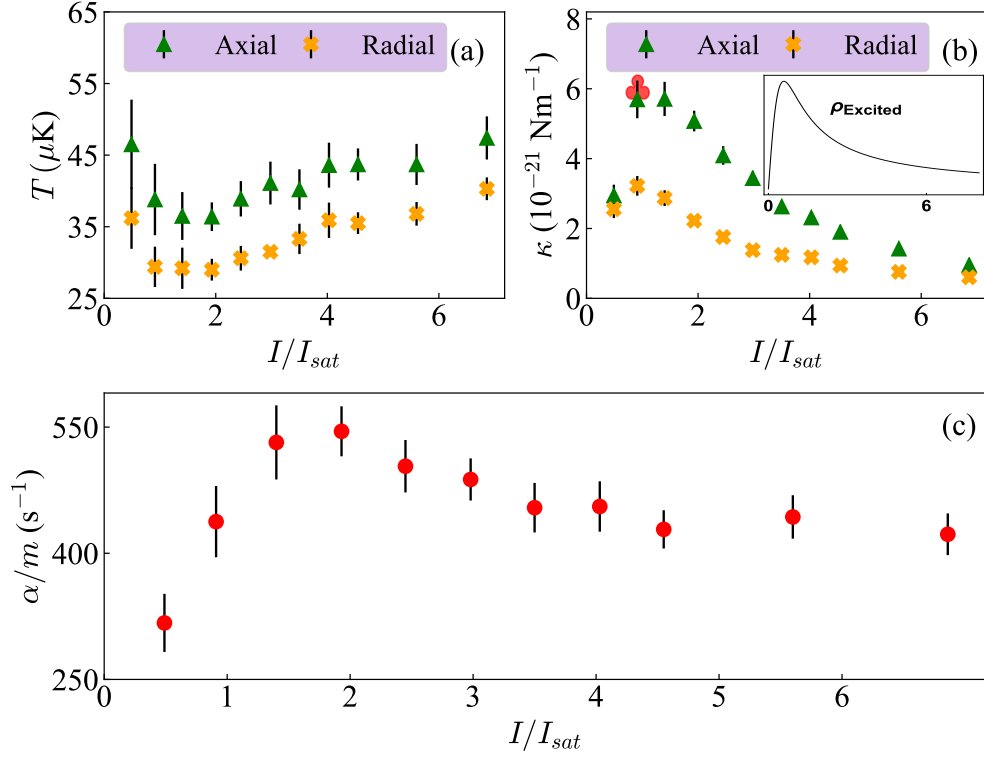 Axial Radial (a)
T (μK)
65
55
45
35
25
0 2 4 6
I/I_sat
Axial Radial (b)
κ (10⁻²¹ Nm⁻¹)
8
6
4
2
0
ρExcited
0 6
0 2 4 6
I/I_sat
(c)
α/m (s⁻¹)
550
400
250
0 1 2 3 4 5 6
I/I_sat